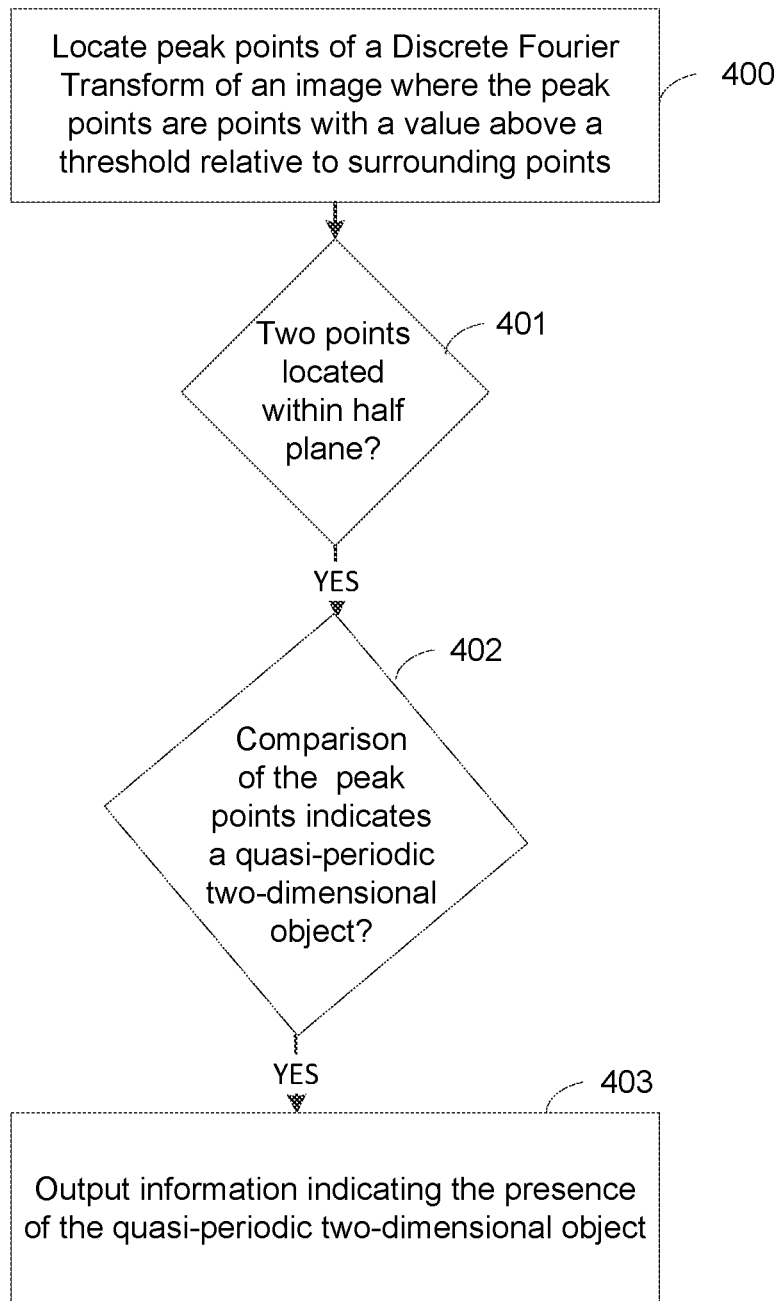 Locate peak points of a Discrete Fourier
Transform of an image where the peak
points are points with a value above a
threshold relative to surrounding points
400
Two points
located
within half
plane?
401
YES
402
Comparison
of the peak
points indicates
a quasi-periodic
two-dimensional
object?
YES
403
Output information indicating the presence
of the quasi-periodic two-dimensional object